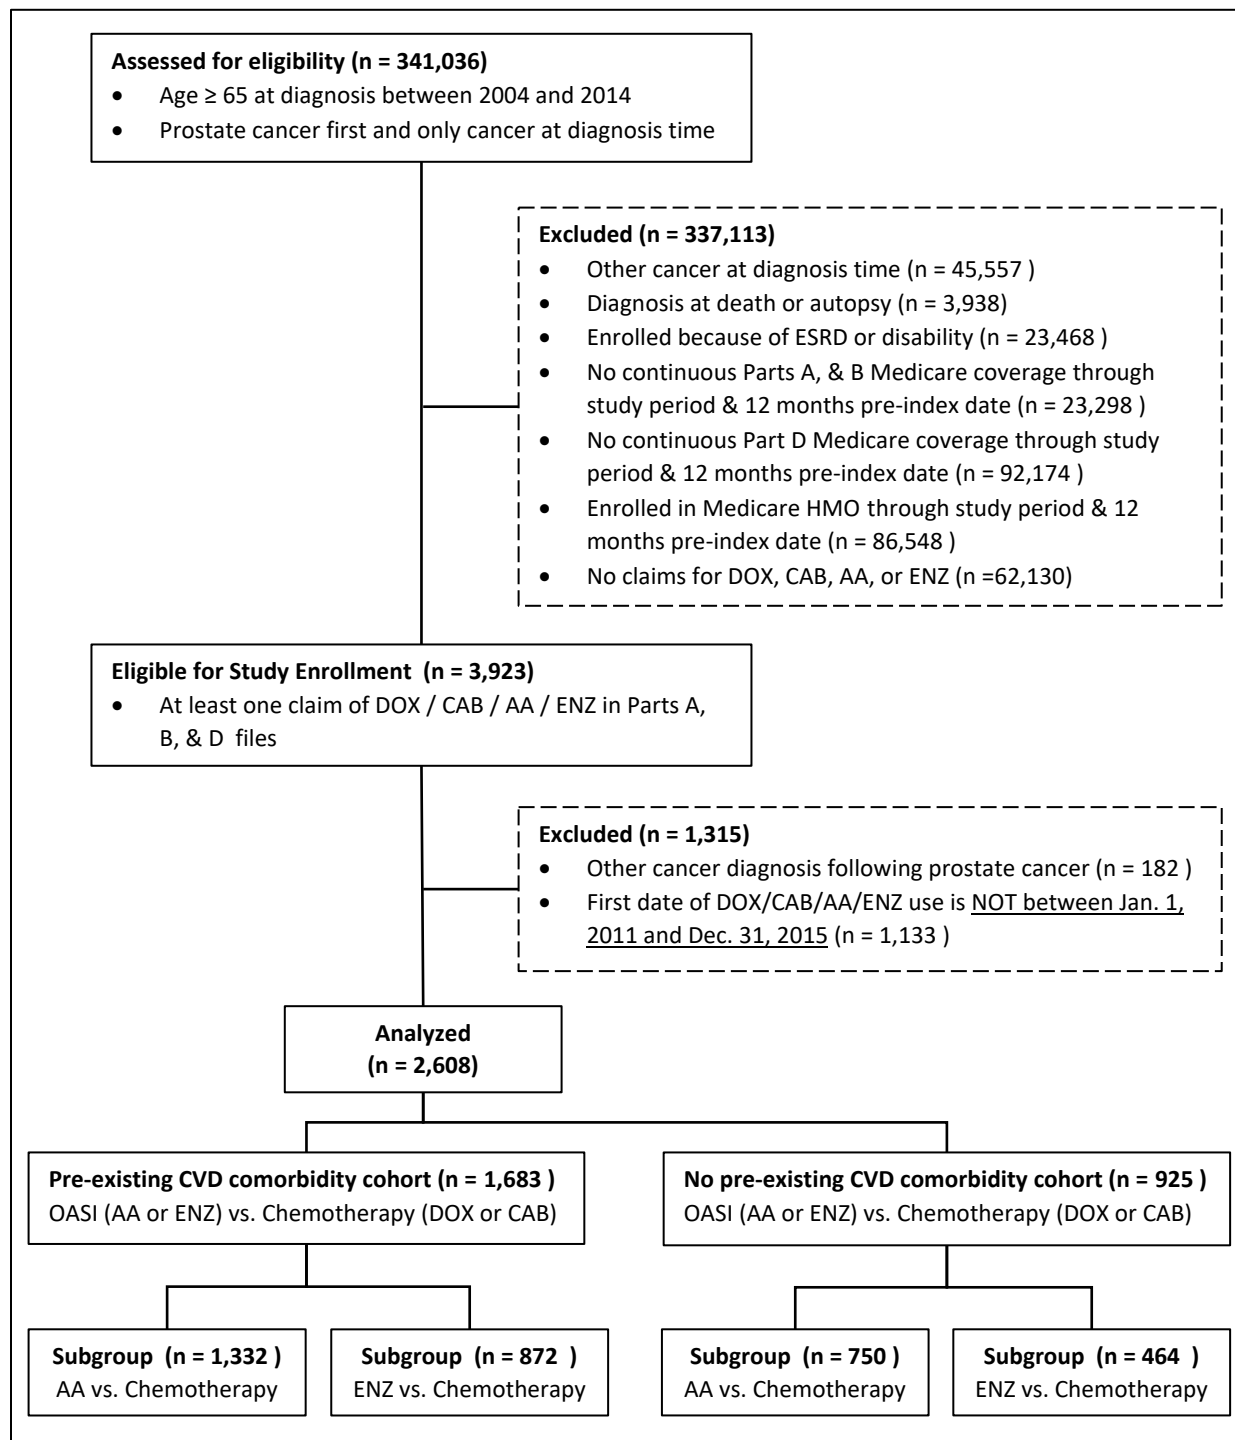 Assessed for eligibility (n = 341,036)
• Age ≥ 65 at diagnosis between 2004 and 2014
• Prostate cancer first and only cancer at diagnosis time
Excluded (n = 337,113)
• Other cancer at diagnosis time (n = 45,557 )
• Diagnosis at death or autopsy (n = 3,938)
• Enrolled because of ESRD or disability (n = 23,468 )
• No continuous Parts A, & B Medicare coverage through
study period & 12 months pre-index date (n = 23,298 )
• No continuous Part D Medicare coverage through study
period & 12 months pre-index date (n = 92,174 )
• Enrolled in Medicare HMO through study period & 12
months pre-index date (n = 86,548 )
• No claims for DOX, CAB, AA, or ENZ (n =62,130)
Eligible for Study Enrollment (n = 3,923)
• At least one claim of DOX / CAB / AA / ENZ in Parts A,
B, & D files
Excluded (n = 1,315)
• Other cancer diagnosis following prostate cancer (n = 182 )
• First date of DOX/CAB/AA/ENZ use is NOT between Jan. 1,
2011 and Dec. 31, 2015 (n = 1,133 )
Analyzed
(n = 2,608)
Pre-existing CVD comorbidity cohort (n = 1,683 )
OASI (AA or ENZ) vs. Chemotherapy (DOX or CAB)
No pre-existing CVD comorbidity cohort (n = 925 )
OASI (AA or ENZ) vs. Chemotherapy (DOX or CAB)
Subgroup (n = 1,332 )
AA vs. Chemotherapy
Subgroup (n = 872 )
ENZ vs. Chemotherapy
Subgroup (n = 750 )
AA vs. Chemotherapy
Subgroup (n = 464 )
ENZ vs. Chemotherapy